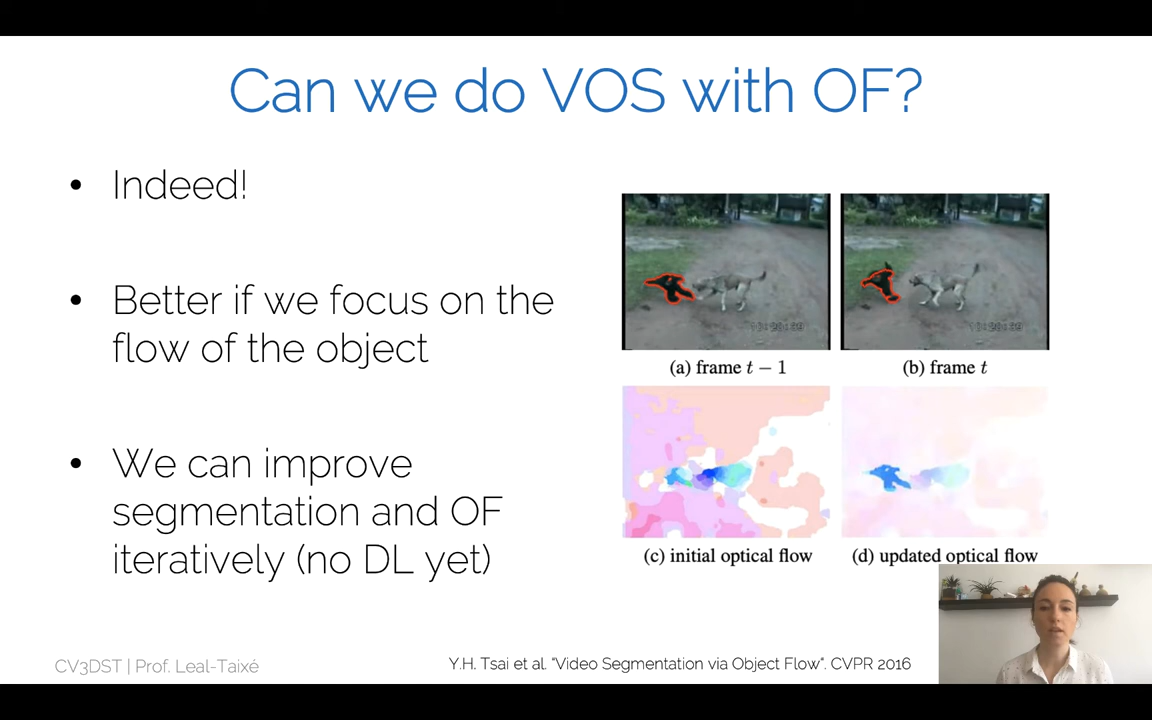 Can we do VOS with OF?
• Indeed!
• Better if we focus on the
flow of the object
• We can improve
segmentation and OF
iteratively (no DL yet)
(a) frame t − 1
(b) frame t
(c) initial optical flow
(d) updated optical flow
CV3DST | Prof. Leal-Taixé
Y.H. Tsai et al. "Video Segmentation via Object Flow". CVPR 2016